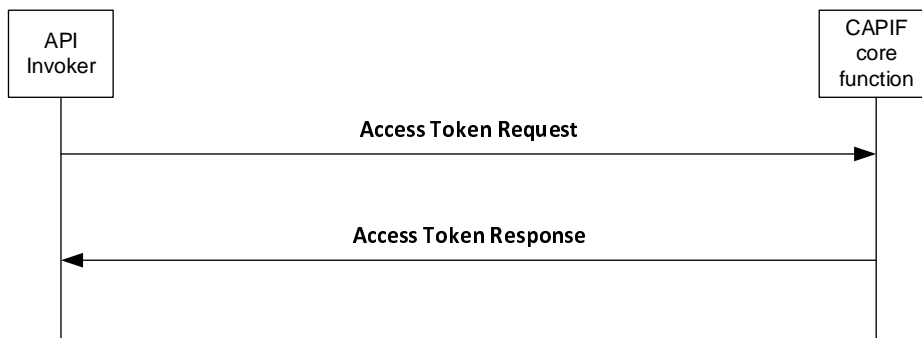 API
Invoker
CAPIF
core
function
Access Token Request
Access Token Response